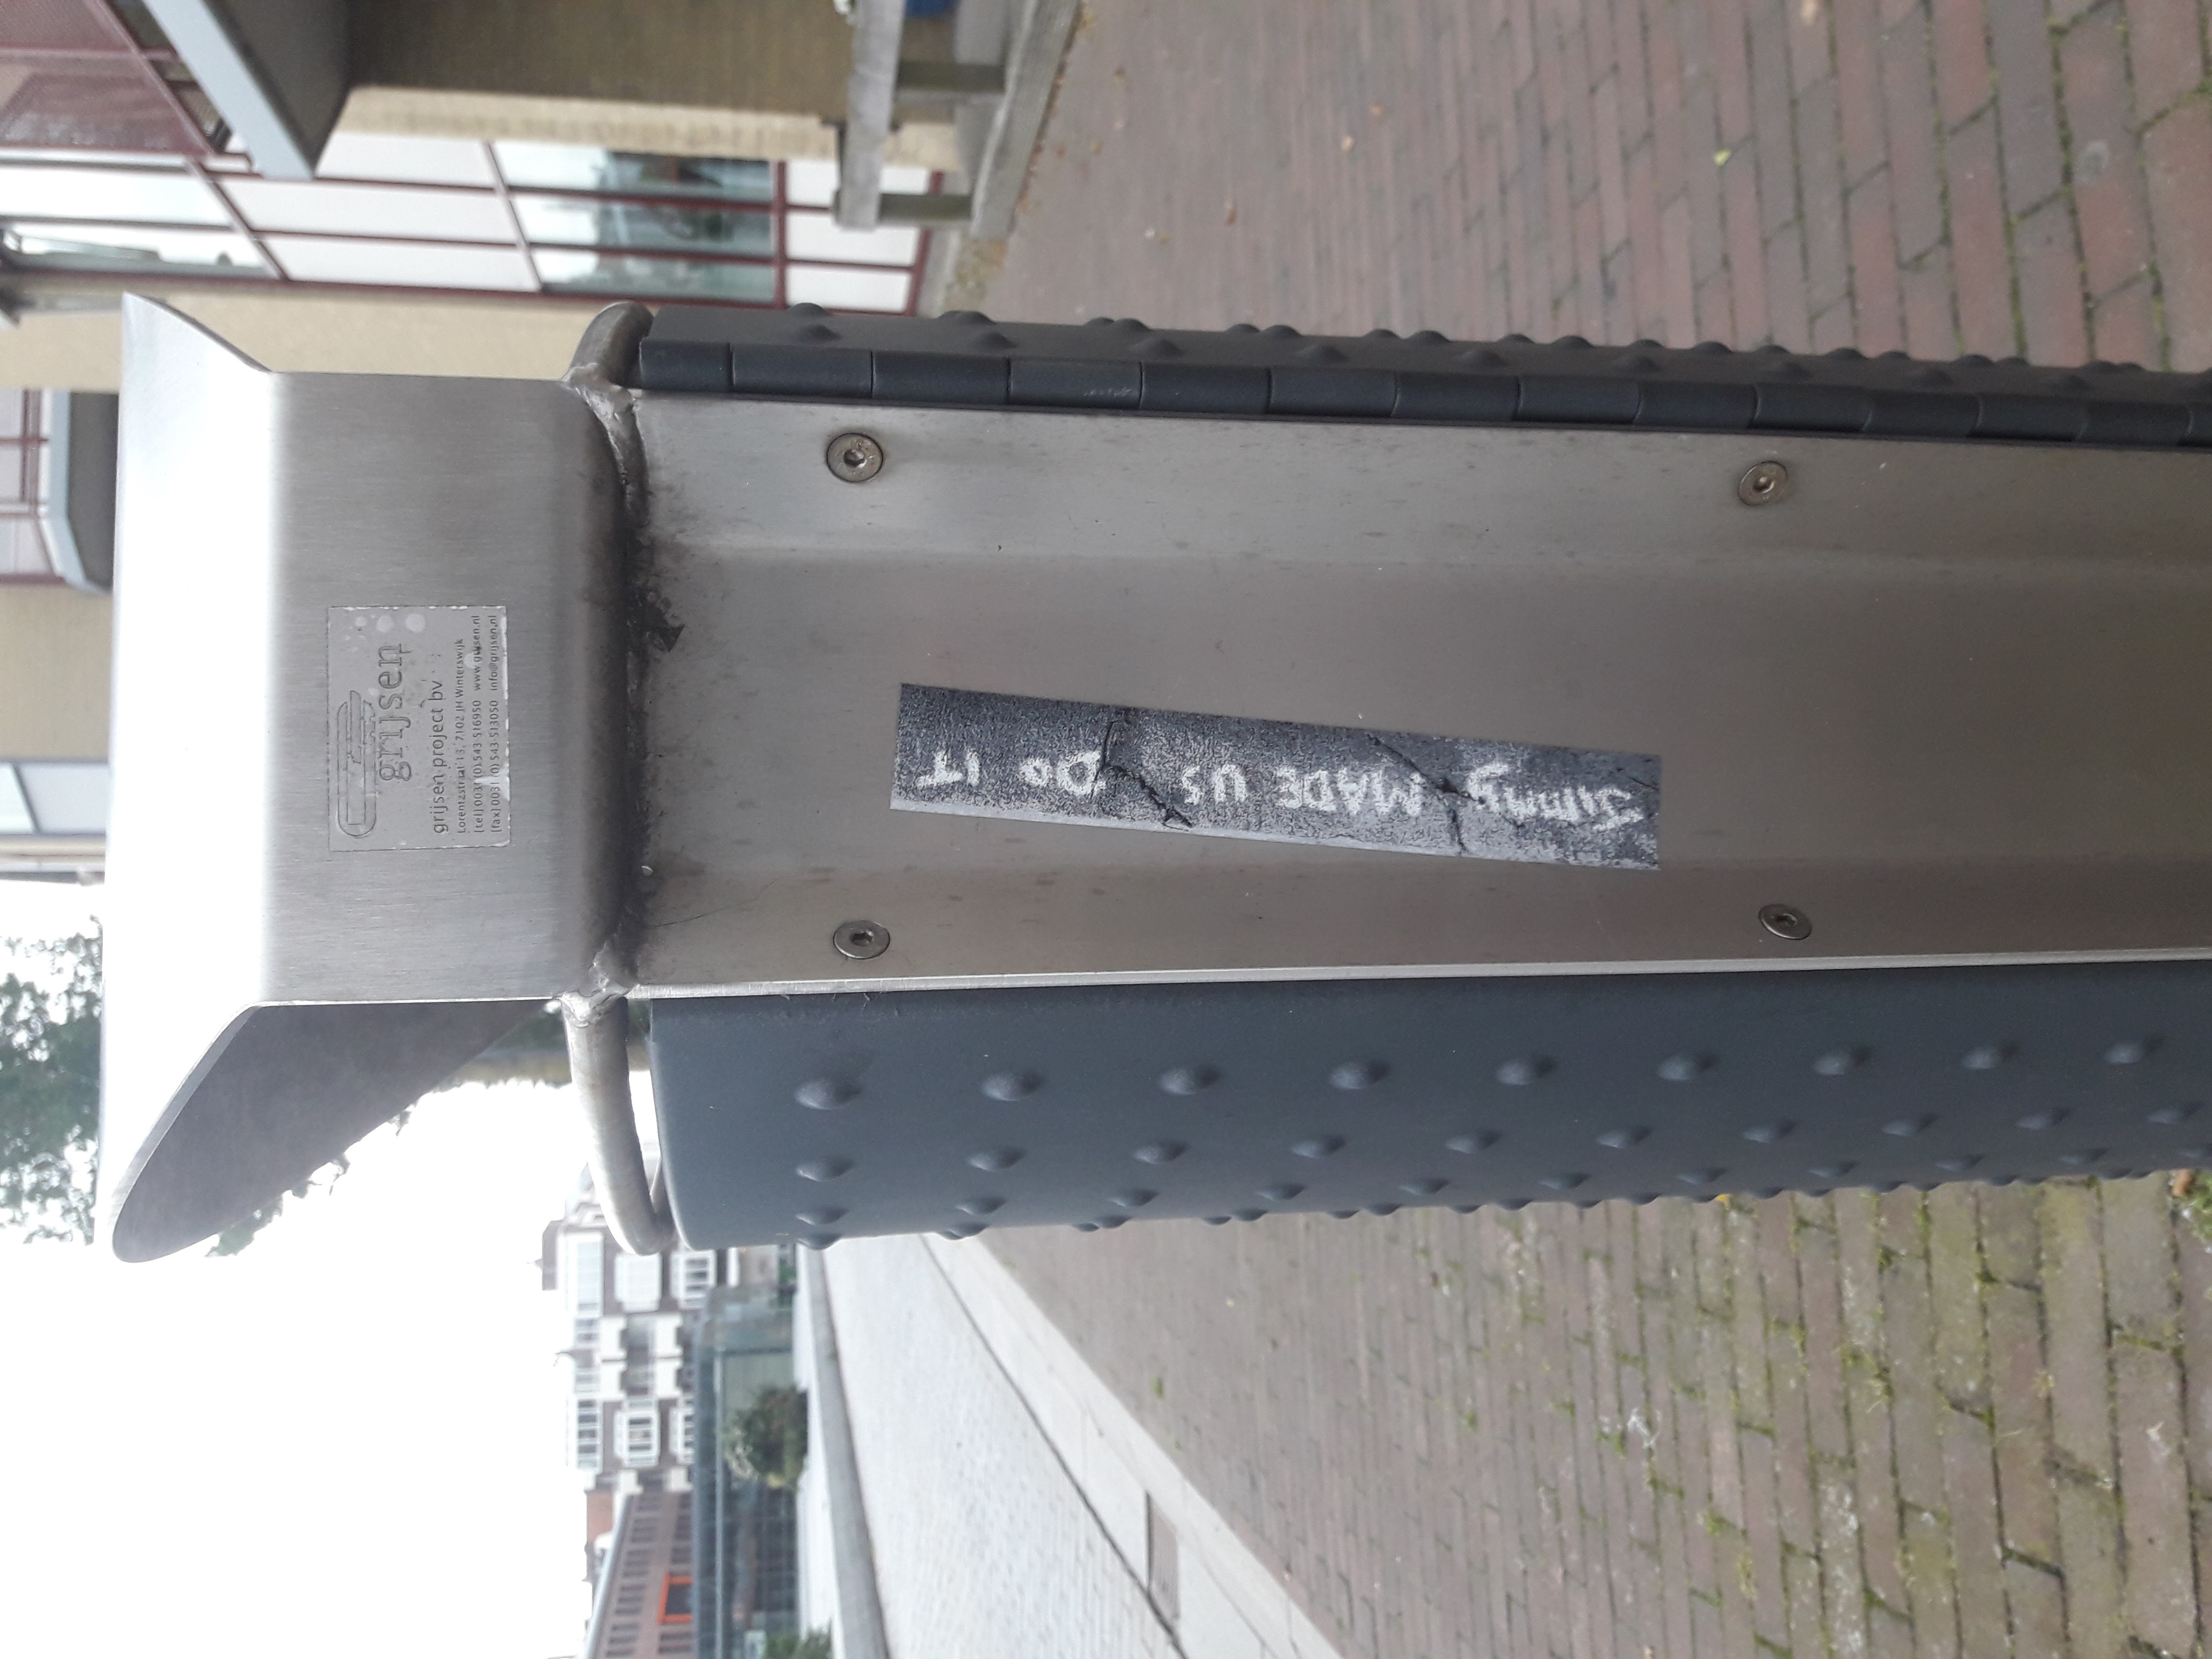 grijsen
grijsen project bv
Lorentzstraat 13, 7102 JH Winterswijk
[tel] 0031 (0) 543-516950 www.grijsen.nl
[fax] 0031 (0) 543-513050 info@grijsen.nl
Jimmy MADE US Do IT